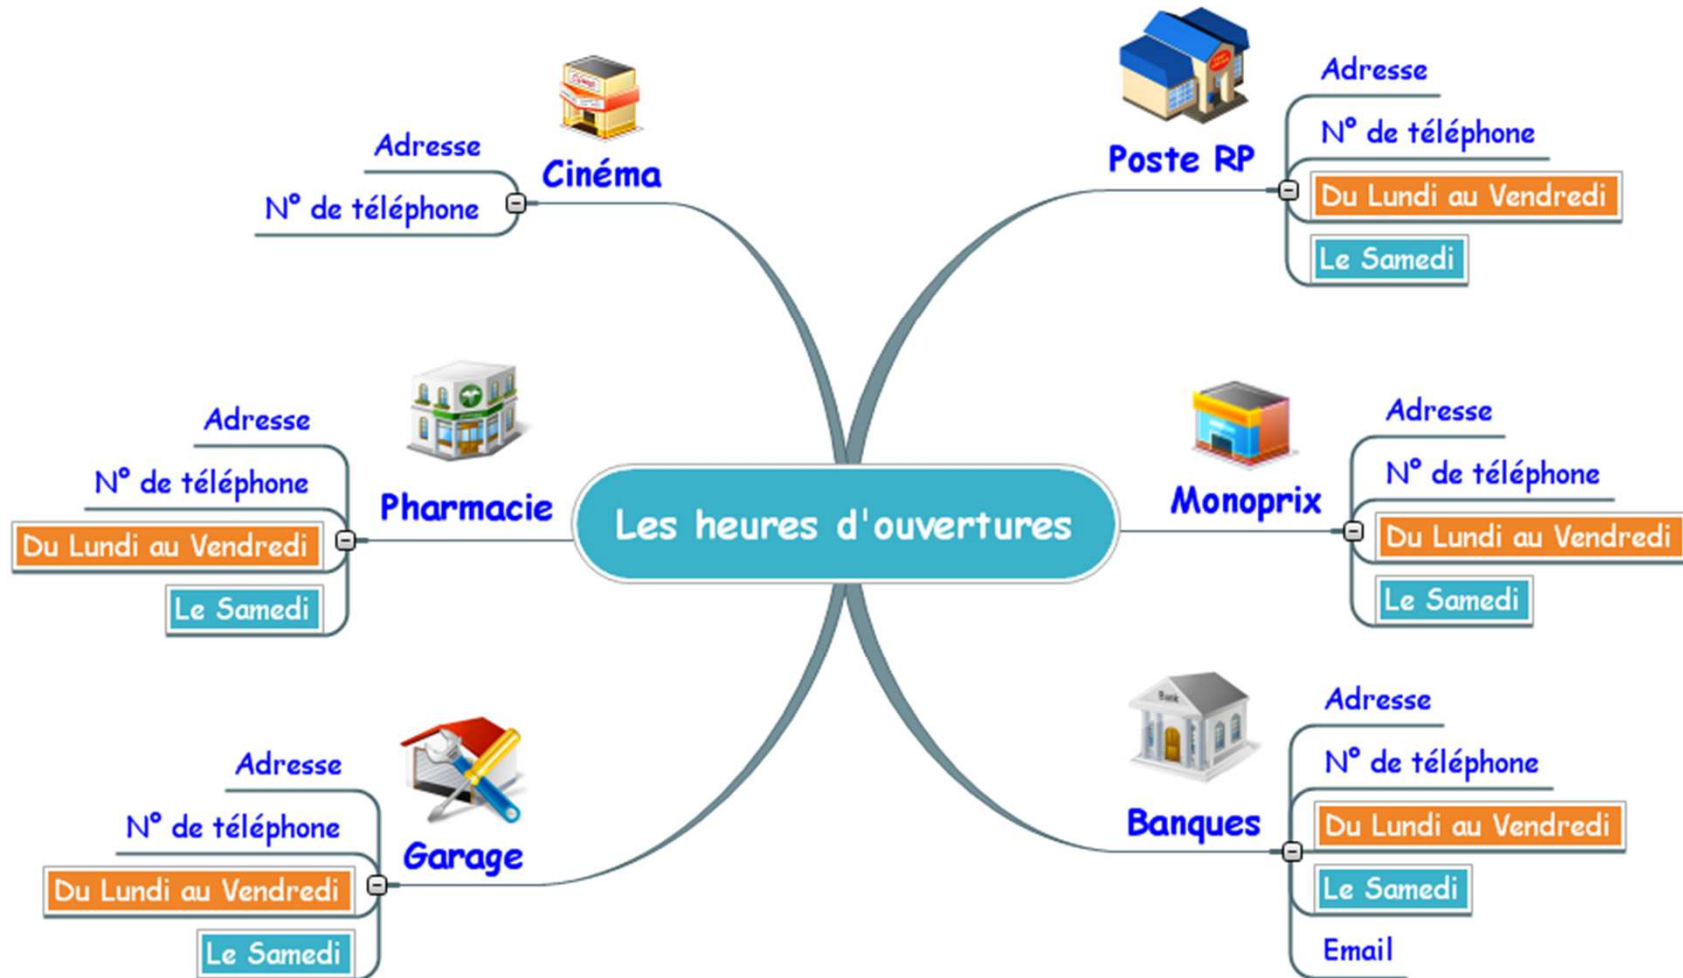 Cinéma
Adresse
N° de téléphone
Poste RP
Adresse
N° de téléphone
Du Lundi au Vendredi
Le Samedi
Pharmacie
Adresse
N° de téléphone
Du Lundi au Vendredi
Le Samedi
Les heures d'ouvertures
Monoprix
Adresse
N° de téléphone
Du Lundi au Vendredi
Le Samedi
Garage
Adresse
N° de téléphone
Du Lundi au Vendredi
Le Samedi
Bank
Banques
Adresse
N° de téléphone
Du Lundi au Vendredi
Le Samedi
Email